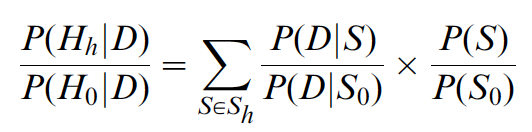 P(H_h|D) / P(H_0|D) = ∑_{S∈S_h} P(D|S) / P(D|S_0) × P(S) / P(S_0)